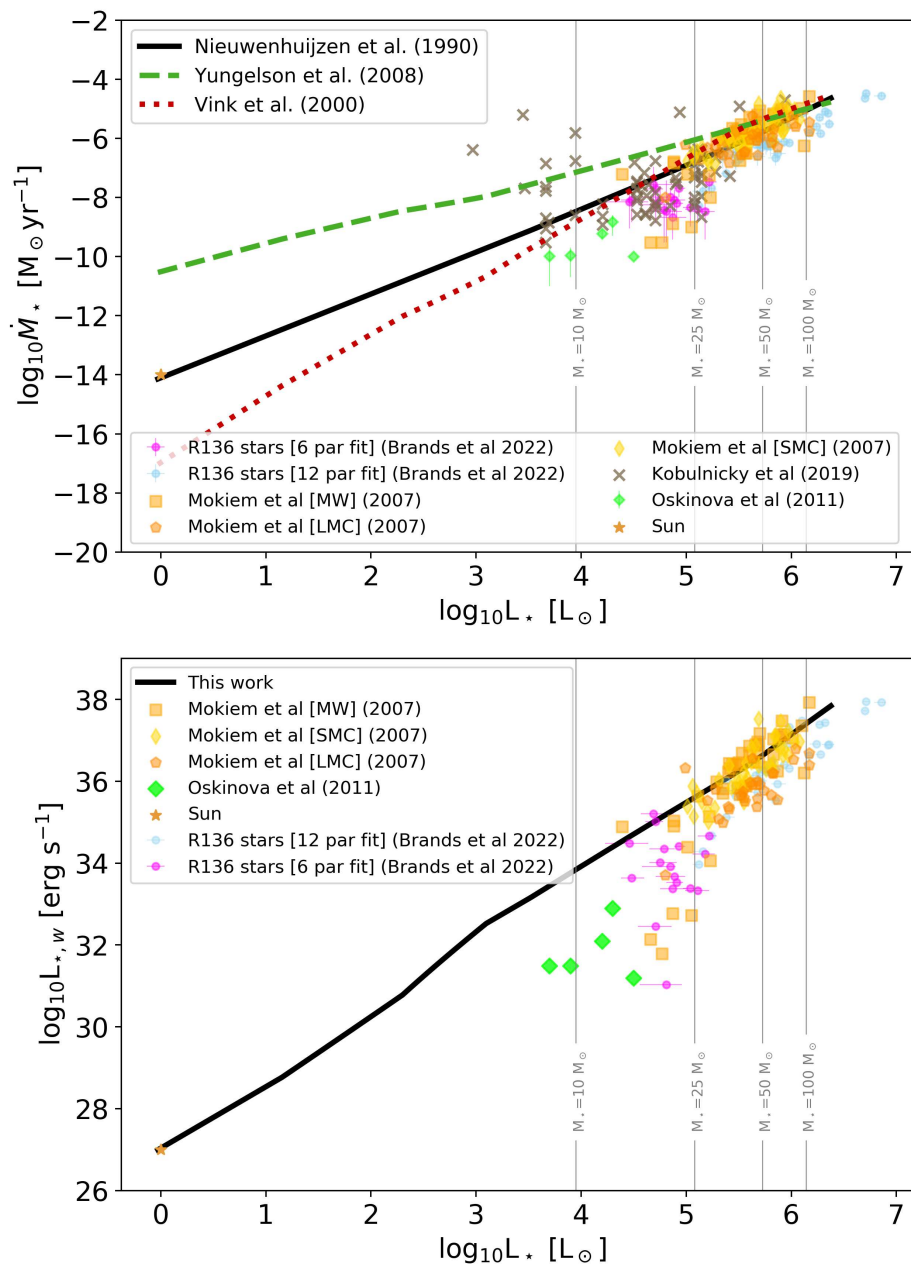 −2
−4
−6
−8
−10
−12
−14
−16
−18
−20
log₁₀Ṁ⋆ [M⊙yr⁻¹]
Nieuwenhuijzen et al. (1990)
Yungelson et al. (2008)
Vink et al. (2000)
M⋆=10 M⊙
M⋆=25 M⊙
M⋆=50 M⊙
M⋆=100 M⊙
R136 stars [6 par fit] (Brands et al 2022)
R136 stars [12 par fit] (Brands et al 2022)
Mokiem et al [MW] (2007)
Mokiem et al [LMC] (2007)
Mokiem et al [SMC] (2007)
Kobulnicky et al (2019)
Oskinova et al (2011)
Sun
0 1 2 3 4 5 6 7
log₁₀L⋆ [L⊙]
38
36
34
32
30
28
26
log₁₀L⋆,w [erg s⁻¹]
This work
Mokiem et al [MW] (2007)
Mokiem et al [SMC] (2007)
Mokiem et al [LMC] (2007)
Oskinova et al (2011)
Sun
R136 stars [12 par fit] (Brands et al 2022)
R136 stars [6 par fit] (Brands et al 2022)
M⋆=10 M⊙
M⋆=25 M⊙
M⋆=50 M⊙
M⋆=100 M⊙
0 1 2 3 4 5 6 7
log₁₀L⋆ [L⊙]